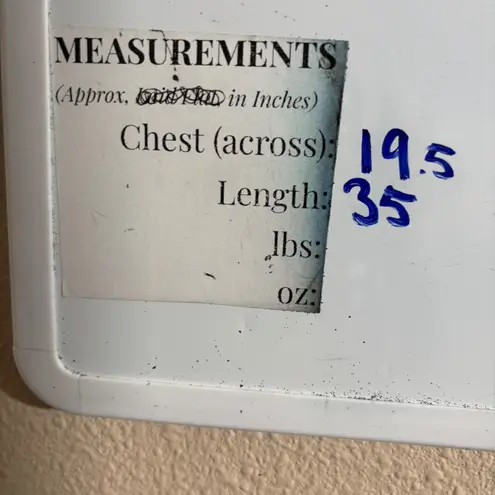 MEASUREMENTS
(Approx, in Inches)
Chest (across): 19.5
Length: 35
lbs:
oz: